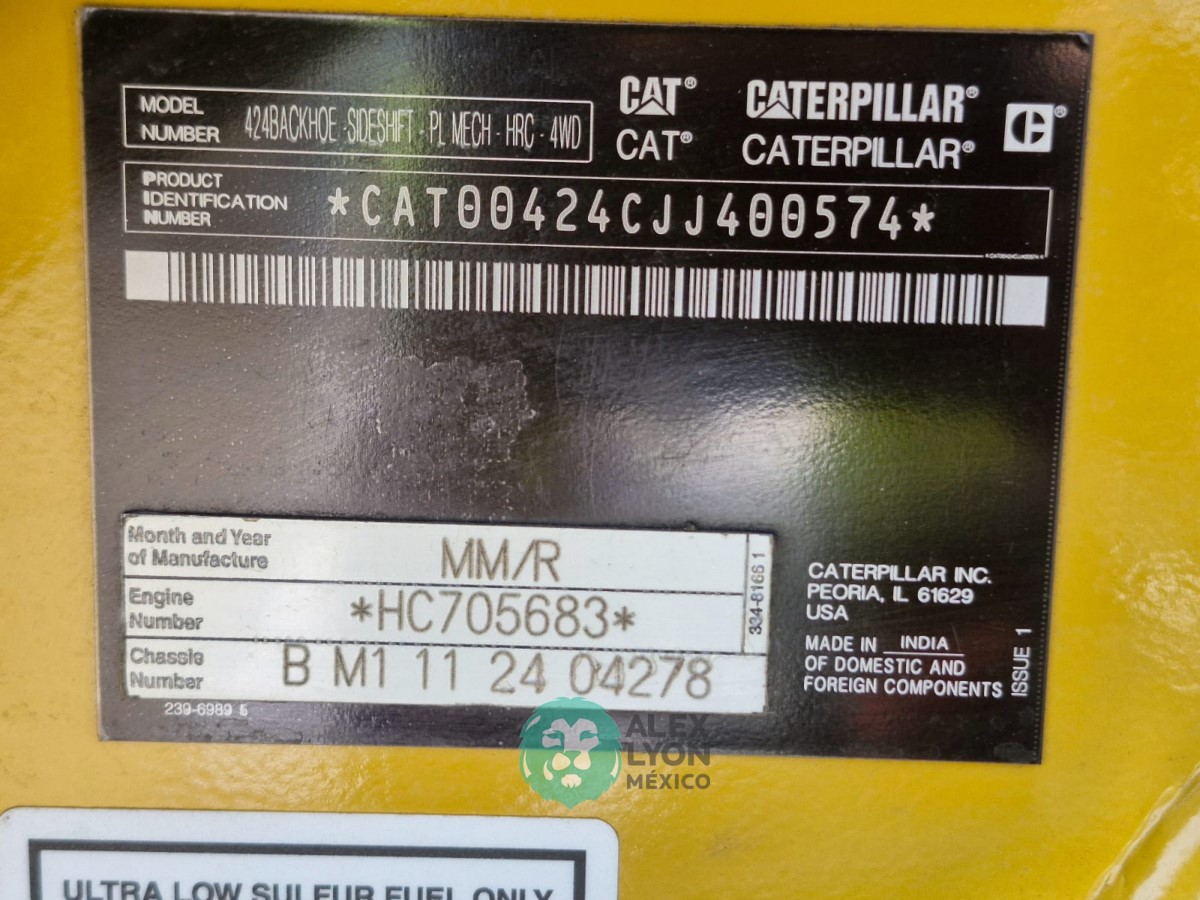 MODEL NUMBER 424BACKHOE SIDESHIFT - PL MECH - HRC - 4WD
CAT® CATERPILLAR®
CAT® CATERPILLAR®
PRODUCT
IDENTIFICATION
NUMBER
*CAT00424CJJ400574*
Month and Year
of Manufacture
MM/R
Engine
Number
*HC705683*
Chassis
Number
B M1 11 24 04278
334-8166 1
239-6989 5
CATERPILLAR INC.
PEORIA, IL 61629
USA
MADE IN INDIA
OF DOMESTIC AND
FOREIGN COMPONENTS
ISSUE 1
ALEX
LYON
MÉXICO
ULTRA LOW SULFUR FUEL ONLY